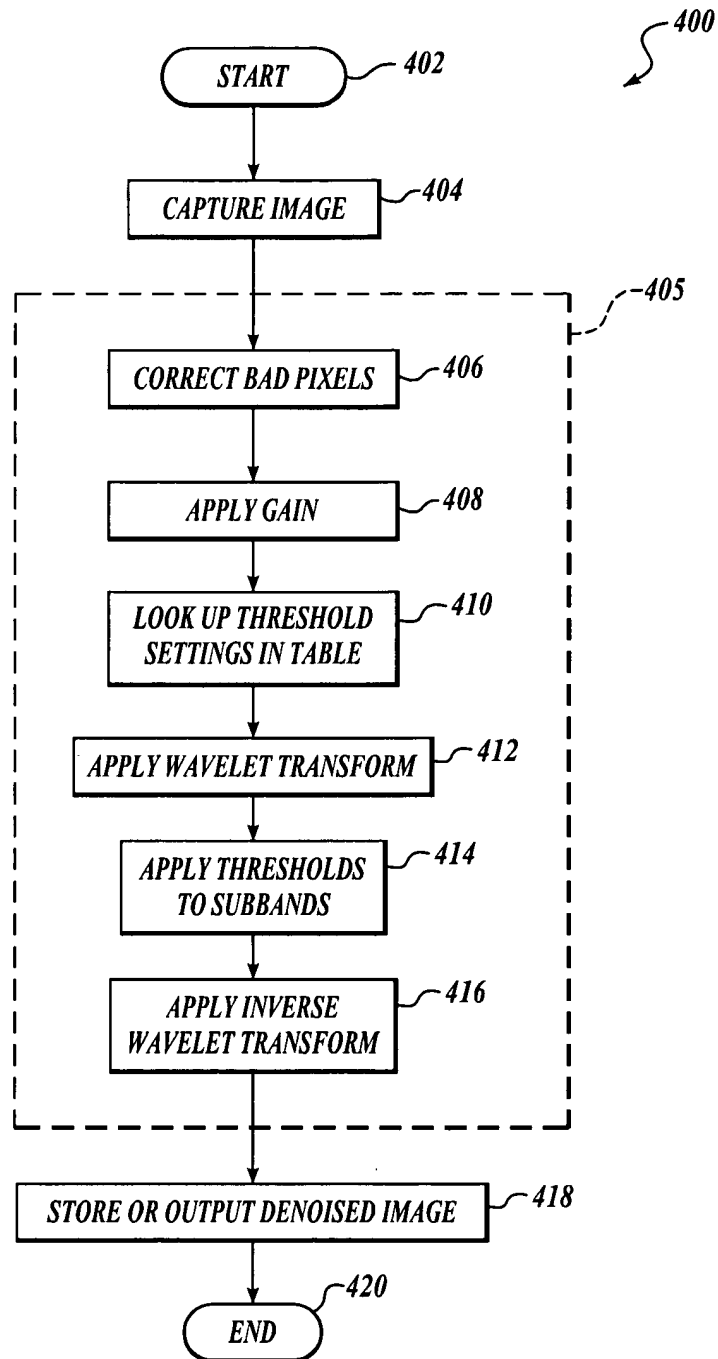 400
START
402
CAPTURE IMAGE
404
405
CORRECT BAD PIXELS
406
APPLY GAIN
408
LOOK UP THRESHOLD
SETTINGS IN TABLE
410
APPLY WAVELET TRANSFORM
412
APPLY THRESHOLDS
TO SUBBANDS
414
APPLY INVERSE
WAVELET TRANSFORM
416
STORE OR OUTPUT DENOISED IMAGE
418
END
420